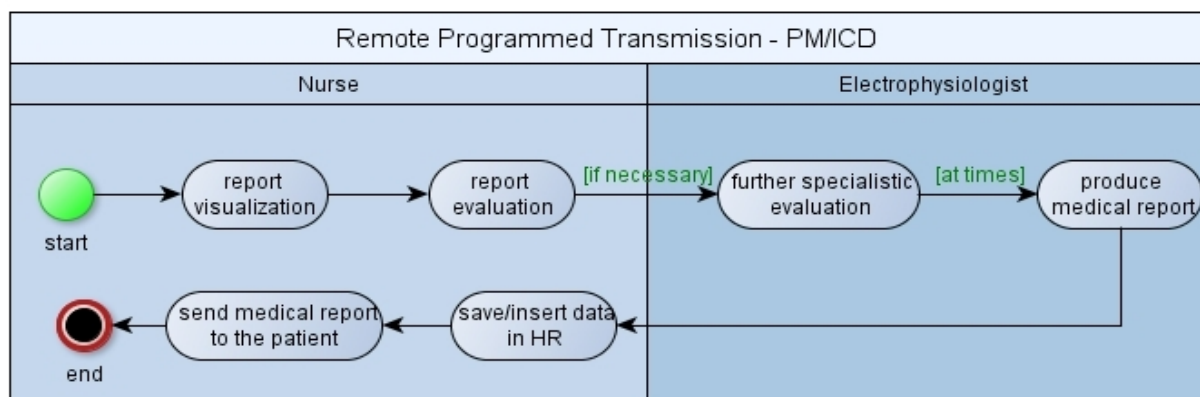 Remote Programmed Transmission - PM/ICD
Nurse
Electrophysiologist
report
visualization
report
evaluation
[if necessary]
further specialistic
evaluation
[at times]
produce
medical report
start
send medical report
to the patient
save/insert data
in HR
end